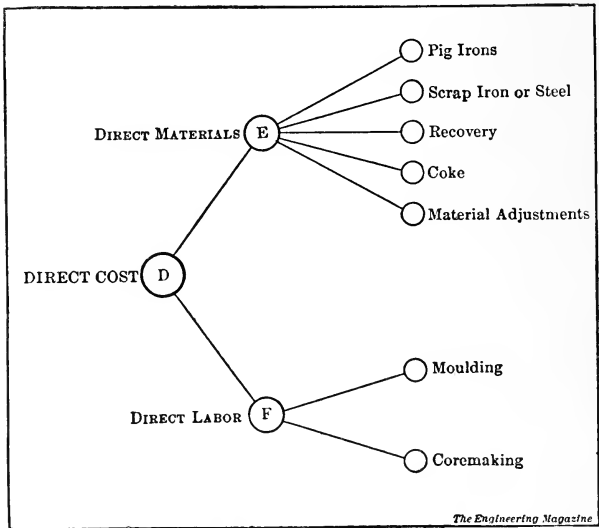 Pig Irons
Scrap Iron or Steel
DIRECT MATERIALS E Recovery
Coke
Material Adjustments
DIRECT COST D
Moulding
DIRECT LABOR F
Coremaking
The Engineering Magazine